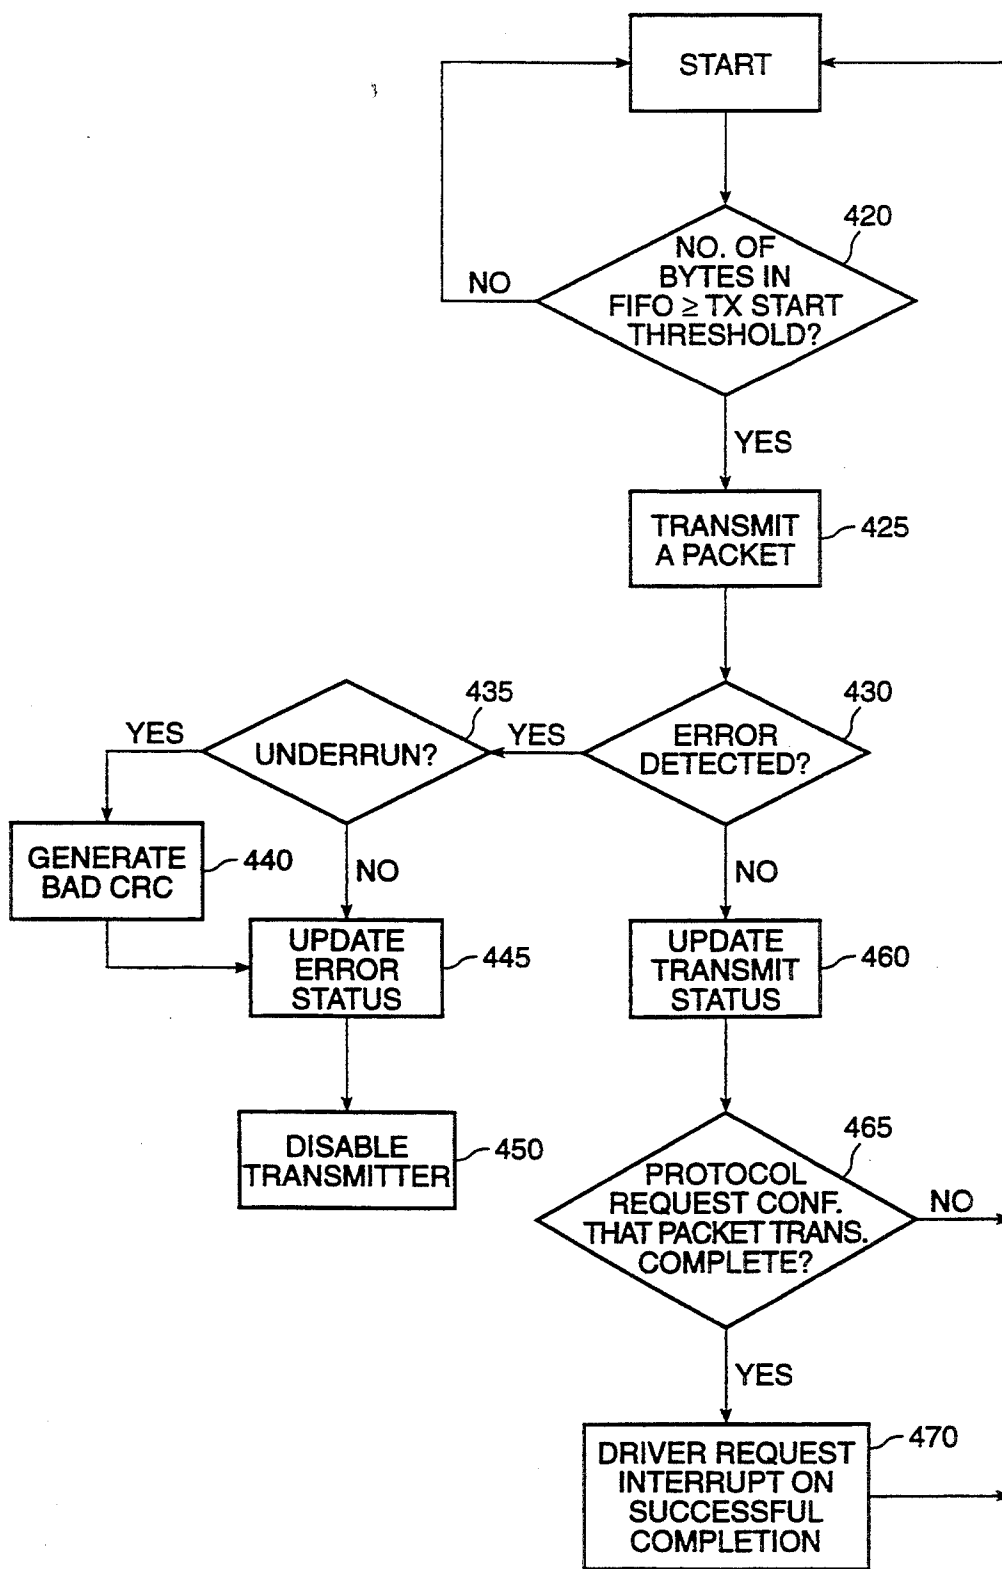 START
420
NO. OF
BYTES IN
FIFO ≥ TX START
THRESHOLD?
NO
YES
TRANSMIT
A PACKET
425
430
ERROR
DETECTED?
YES
435
UNDERRUN?
YES
GENERATE
BAD CRC
440
NO
NO
UPDATE
ERROR
STATUS
445
UPDATE
TRANSMIT
STATUS
460
DISABLE
TRANSMITTER
450
465
PROTOCOL
REQUEST CONF.
THAT PACKET TRANS.
COMPLETE?
NO
YES
DRIVER REQUEST
INTERRUPT ON
SUCCESSFUL
COMPLETION
470